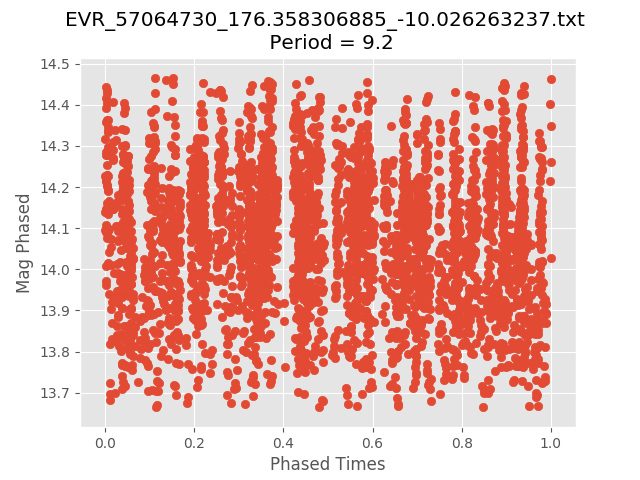 EVR_57064730_176.358306885_-10.026263237.txt
Period = 9.2
14.5
14.4
14.3
14.2
14.1
14.0
13.9
13.8
13.7
Mag Phased
0.0 0.2 0.4 0.6 0.8 1.0
Phased Times